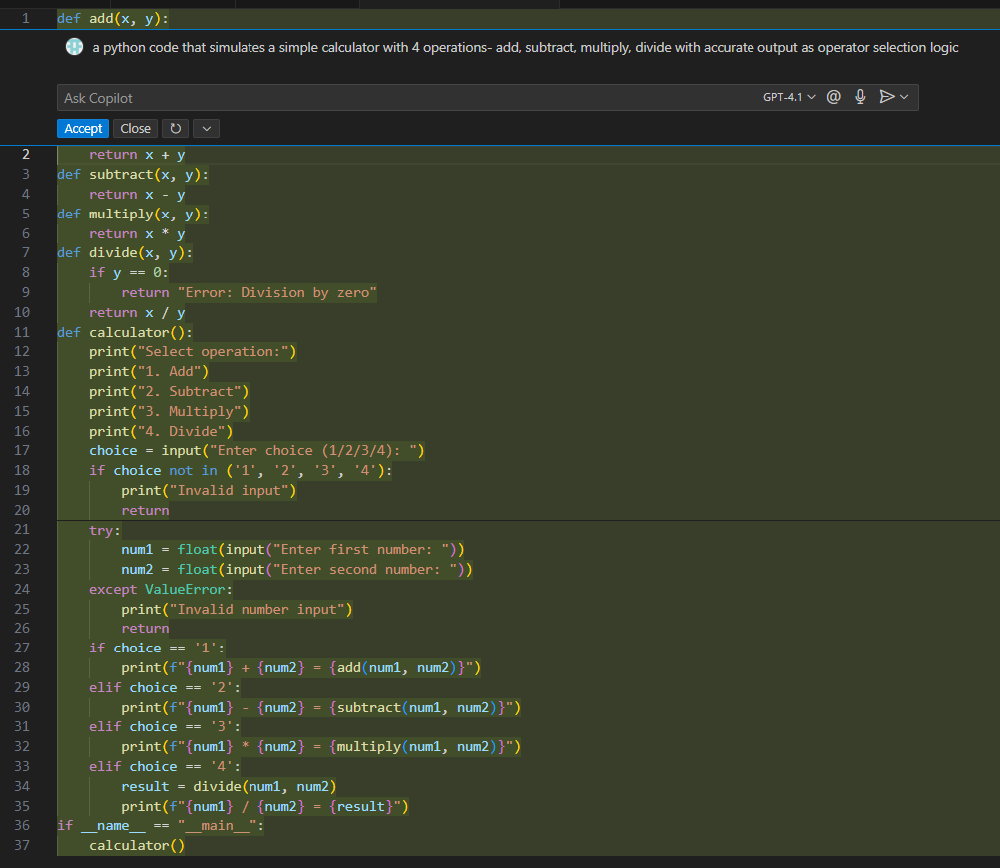 1 def add(x, y):
a python code that simulates a simple calculator with 4 operations- add, subtract, multiply, divide with accurate output as operator selection logic
Ask Copilot GPT-4.1 @
Accept Close
2     return x + y
3 def subtract(x, y):
4     return x - y
5 def multiply(x, y):
6     return x * y
7 def divide(x, y):
8     if y == 0:
9         return "Error: Division by zero"
10     return x / y
11 def calculator():
12     print("Select operation:")
13     print("1. Add")
14     print("2. Subtract")
15     print("3. Multiply")
16     print("4. Divide")
17     choice = input("Enter choice (1/2/3/4): ")
18     if choice not in ('1', '2', '3', '4'):
19         print("Invalid input")
20         return
21     try:
22         num1 = float(input("Enter first number: "))
23         num2 = float(input("Enter second number: "))
24     except ValueError:
25         print("Invalid number input")
26         return
27     if choice == '1':
28         print(f"{num1} + {num2} = {add(num1, num2)}")
29     elif choice == '2':
30         print(f"{num1} - {num2} = {subtract(num1, num2)}")
31     elif choice == '3':
32         print(f"{num1} * {num2} = {multiply(num1, num2)}")
33     elif choice == '4':
34         result = divide(num1, num2)
35         print(f"{num1} / {num2} = {result}")
36 if __name__ == "__main__":
37     calculator()